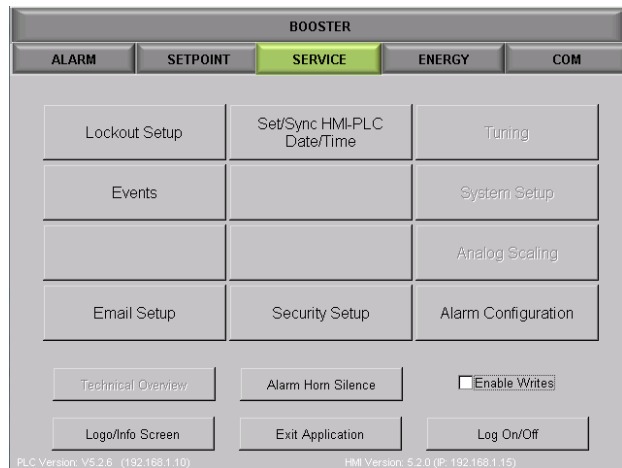 BOOSTER
ALARM SETPOINT SERVICE ENERGY COM
Lockout Setup
Set/Sync HMI-PLC
Date/Time
Tuning
Events
System Setup
Analog Scaling
Email Setup
Security Setup
Alarm Configuration
Technical Overview
Alarm Horn Silence
Enable Writes
Logo/Info Screen
Exit Application
Log On/Off
PLC Version: V5.2.6 (192.168.1.10)
HMI Version: 5.2.0 (IP: 192.168.1.15)